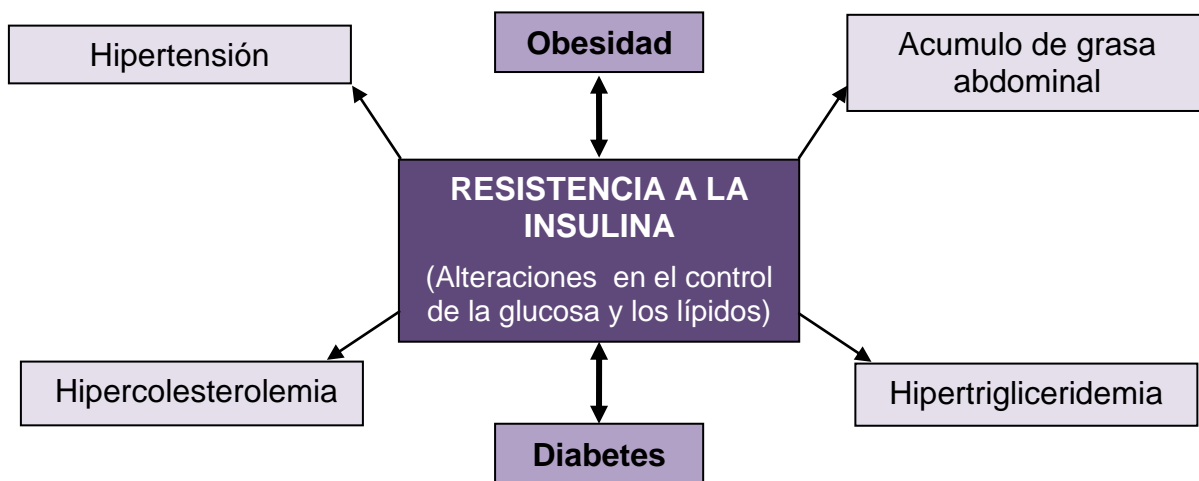 Hipertensión
Obesidad
Acumulo de grasa
abdominal
RESISTENCIA A LA
INSULINA
(Alteraciones en el control
de la glucosa y los lípidos)
Hipercolesterolemia
Hipertrigliceridemia
Diabetes